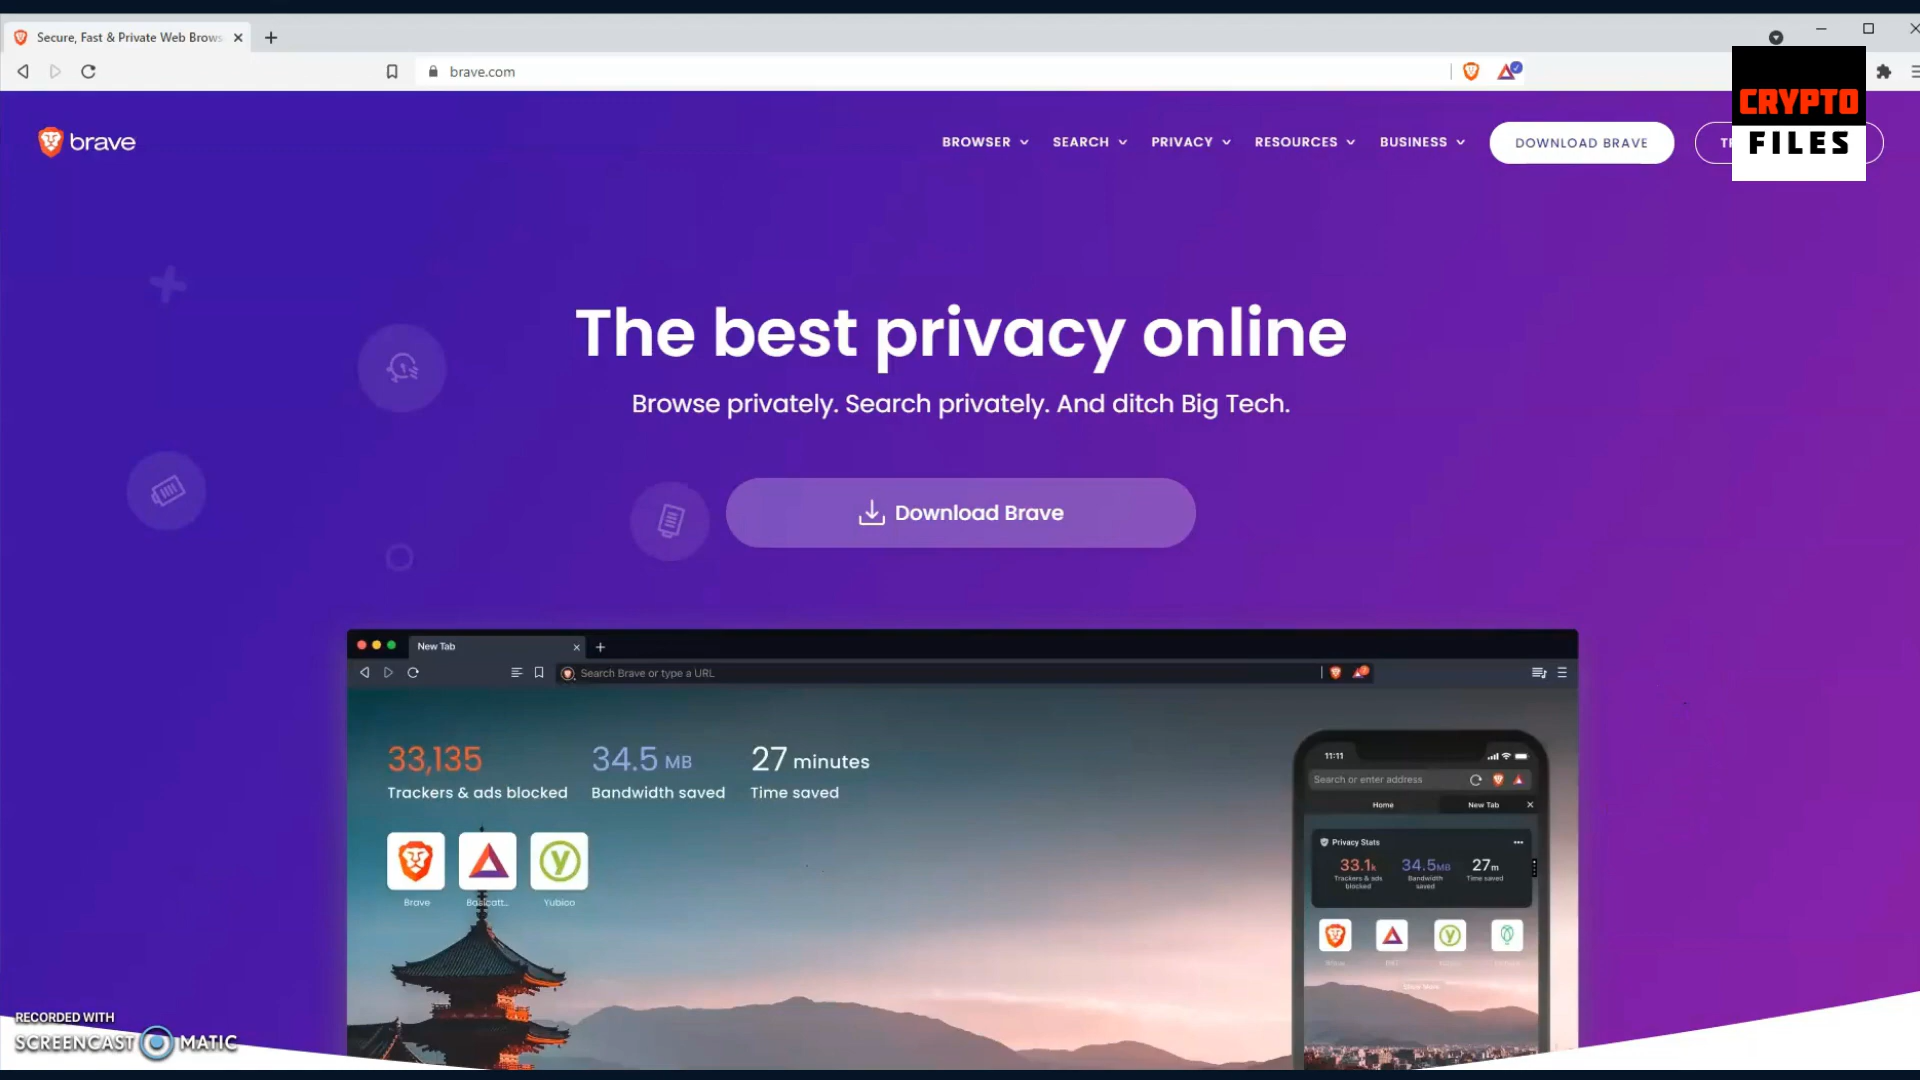 Secure, Fast & Private Web Brows
brave.com
CRYPTO
FILES
brave
BROWSER
SEARCH
PRIVACY
RESOURCES
BUSINESS
DOWNLOAD BRAVE
The best privacy online
Browse privately. Search privately. And ditch Big Tech.
Download Brave
New Tab
Search Brave or type a URL
33,135
34.5 MB
27 minutes
Trackers & ads blocked
Bandwidth saved
Time saved
Brave
Basicatt...
Yubico
11:11
Search or enter address
Home
New Tab
Privacy Stats
33.1k
34.5MB
27m
Trackers & ads
blocked
Bandwidth
saved
Time saved
Show More
RECORDED WITH
SCREENCAST MATIC